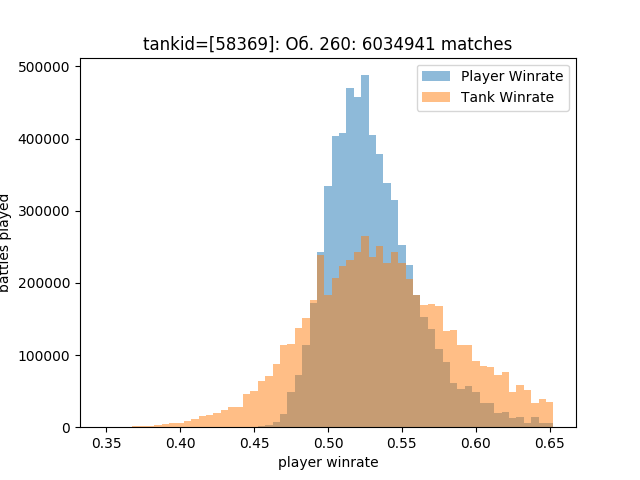 tankid=[58369]: Об. 260: 6034941 matches
Player Winrate
Tank Winrate
500000
400000
300000
200000
100000
0
battles played
0.35 0.40 0.45 0.50 0.55 0.60 0.65
player winrate